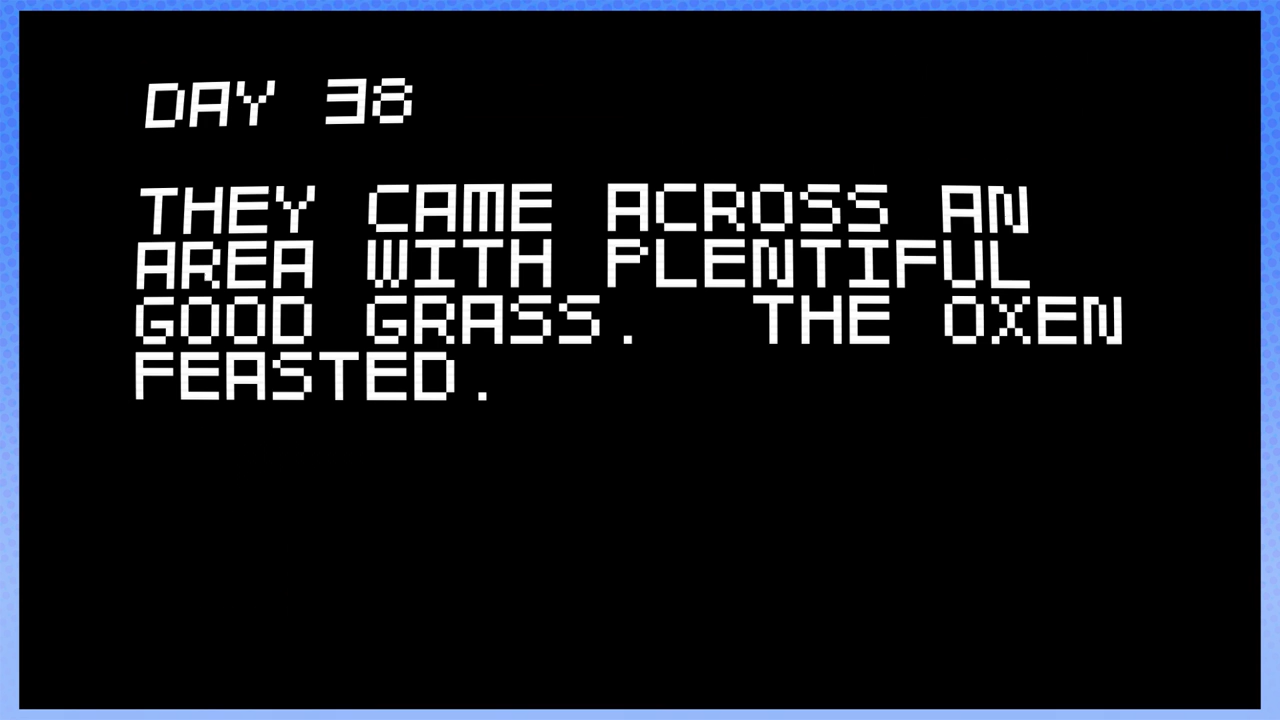 DAY 38
THEY CAME ACROSS AN
AREA WITH PLENTIFUL
GOOD GRASS.  THE OXEN
FEASTED.